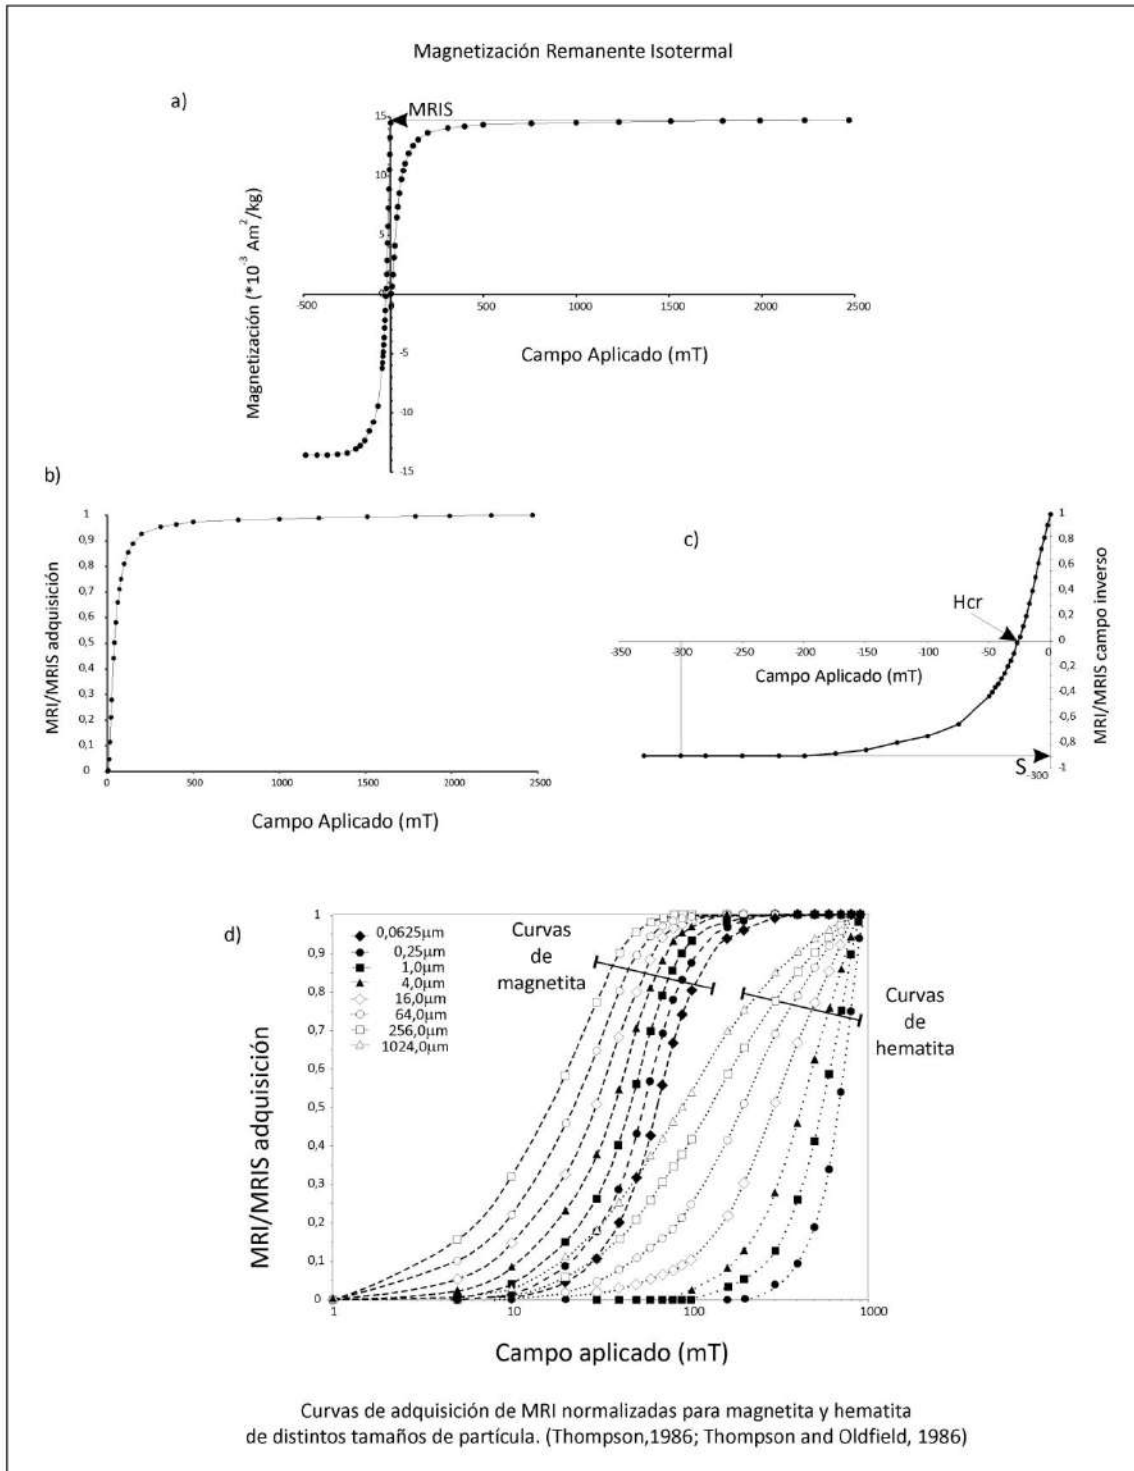 Magnetización Remanente Isotermal
a)
MRIS
15
10
5
0
-500
500
1000
1500
2000
2500
-5
-10
-15
Magnetización (*10⁻³ Am²/kg)
Campo Aplicado (mT)
b)
1
0,9
0,8
0,7
0,6
0,5
0,4
0,3
0,2
0,1
0
0
500
1000
1500
2000
2500
MRI/MRIS adquisición
Campo Aplicado (mT)
c)
Hcr
1
0,8
0,6
0,4
0,2
0
-0,2
-0,4
-0,6
-0,8
-1
-350
-300
-250
-200
-150
-100
-50
0
Campo Aplicado (mT)
MRI/MRIS campo inverso
S-300
d)
0,0625µm
0,25µm
1,0µm
4,0µm
16,0µm
64,0µm
256,0µm
1024,0µm
Curvas
de
magnetita
Curvas
de
hematita
1
0,9
0,8
0,7
0,6
0,5
0,4
0,3
0,2
0,1
0
1
10
100
1000
MRI/MRIS adquisición
Campo aplicado (mT)
Curvas de adquisición de MRI normalizadas para magnetita y hematita
de distintos tamaños de partícula. (Thompson,1986; Thompson and Oldfield, 1986)